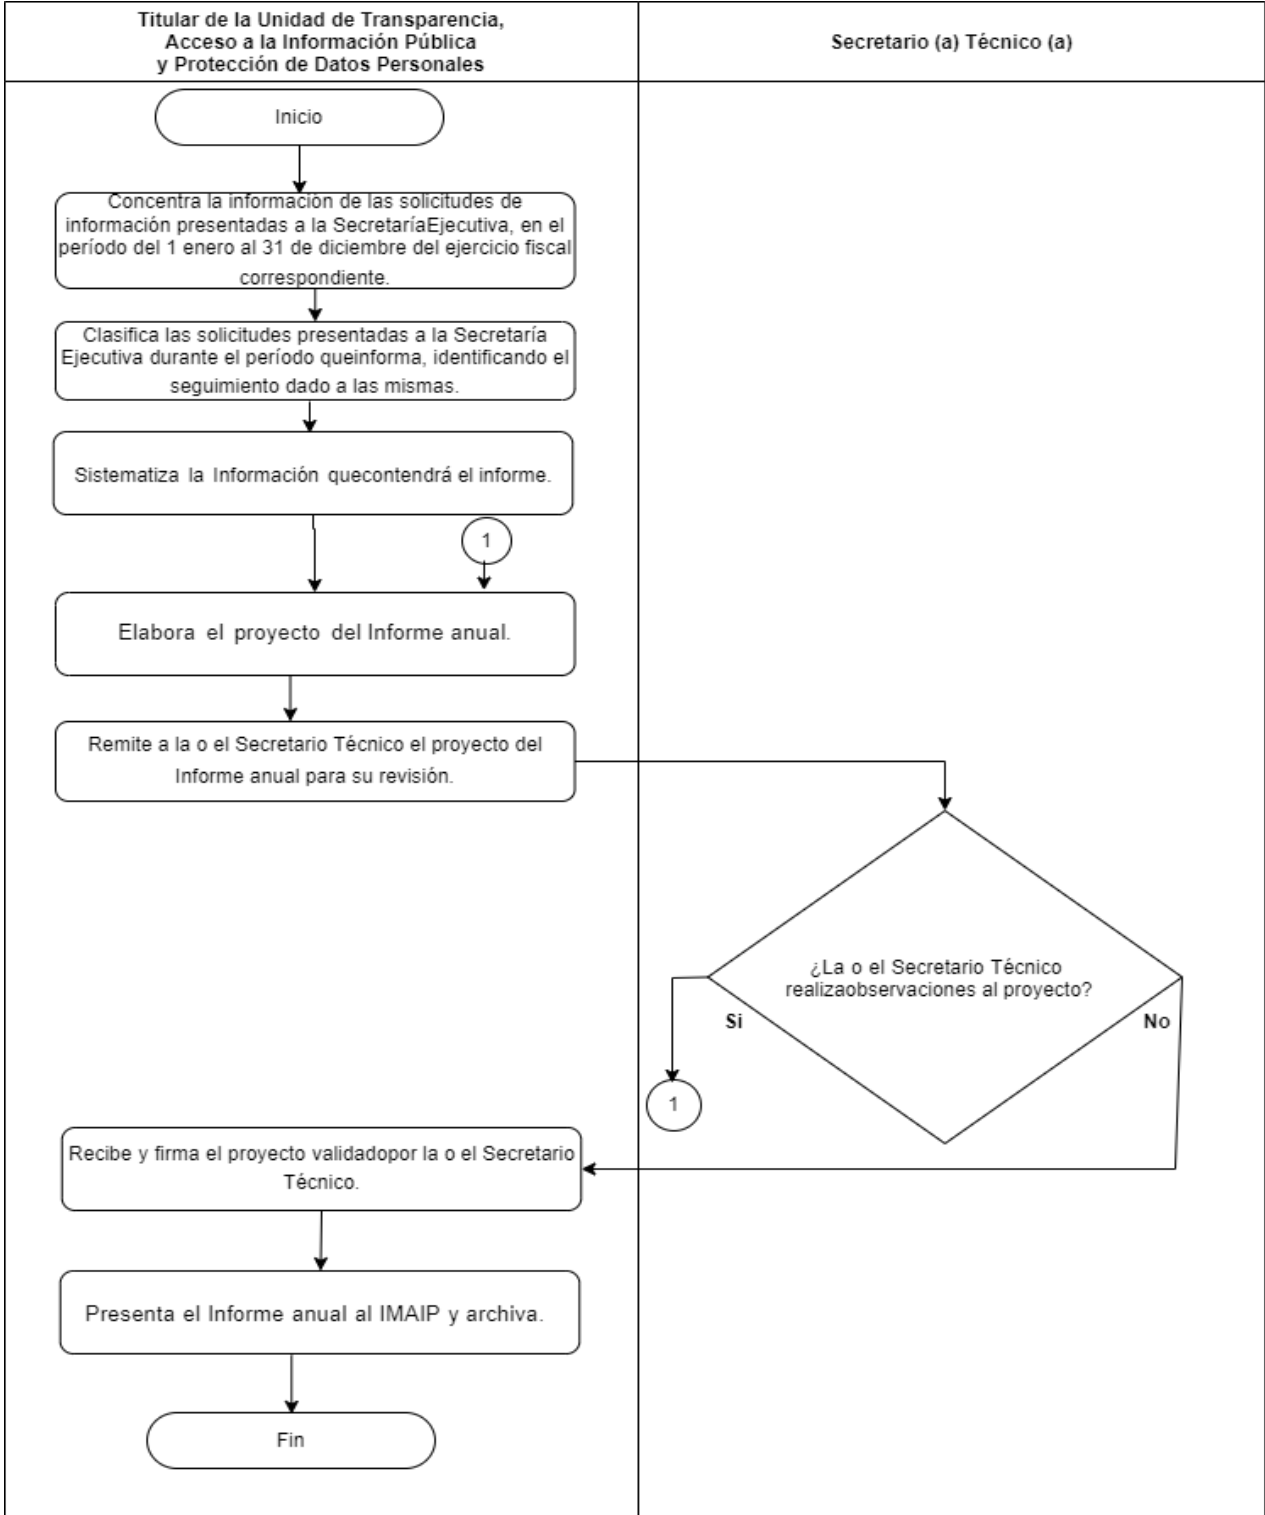 Titular de la Unidad de Transparencia,
Acceso a la Información Pública
y Protección de Datos Personales
Secretario (a) Técnico (a)
Inicio
Concentra la información de las solicitudes de
información presentadas a la SecretaríaEjecutiva, en el
período del 1 enero al 31 de diciembre del ejercicio fiscal
correspondiente.
Clasifica las solicitudes presentadas a la Secretaría
Ejecutiva durante el período queinforma, identificando el
seguimiento dado a las mismas.
Sistematiza la Información quecontendrá el informe.
1
Elabora el proyecto del Informe anual.
Remite a la o el Secretario Técnico el proyecto del
Informe anual para su revisión.
¿La o el Secretario Técnico
realizaobservaciones al proyecto?
Si
No
1
Recibe y firma el proyecto validadopor la o el Secretario
Técnico.
Presenta el Informe anual al IMAIP y archiva.
Fin